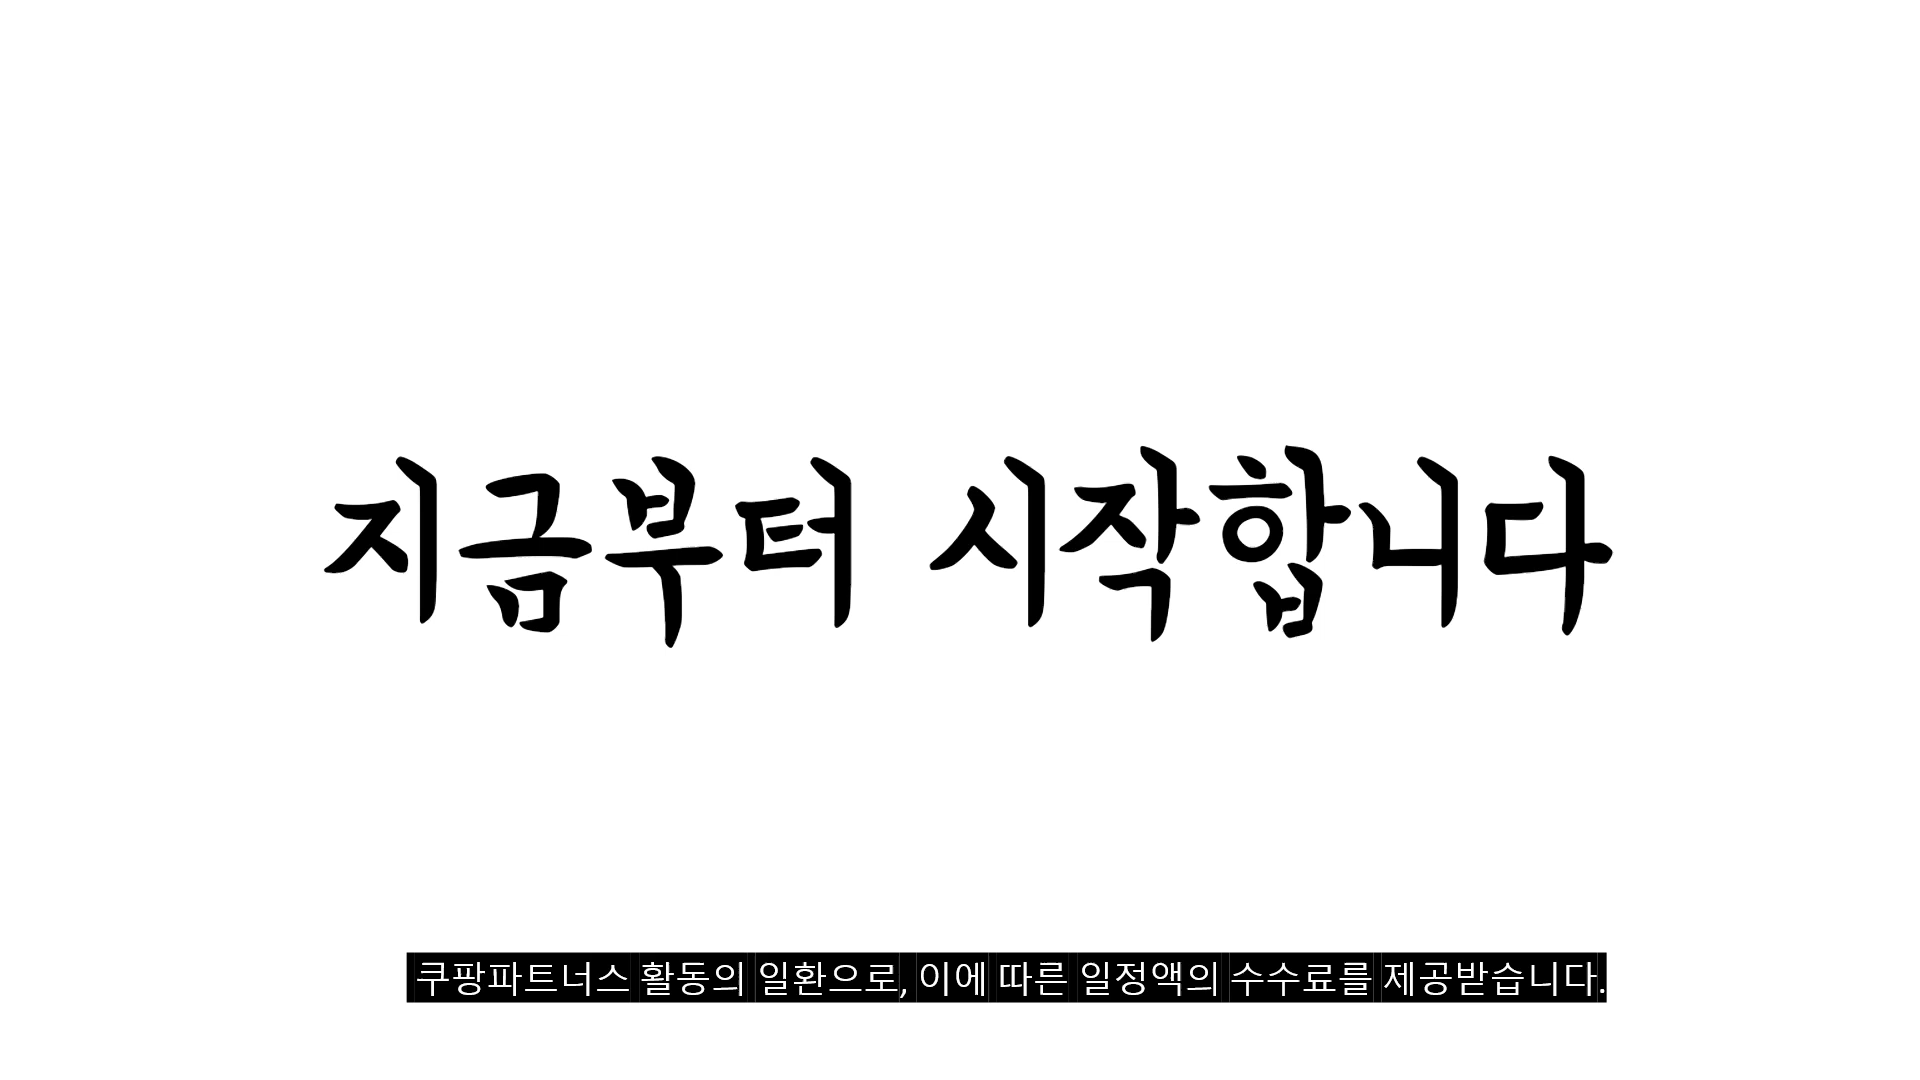 지금부터 시작합니다
쿠팡파트너스 활동의 일환으로, 이에 따른 일정액의 수수료를 제공받습니다.